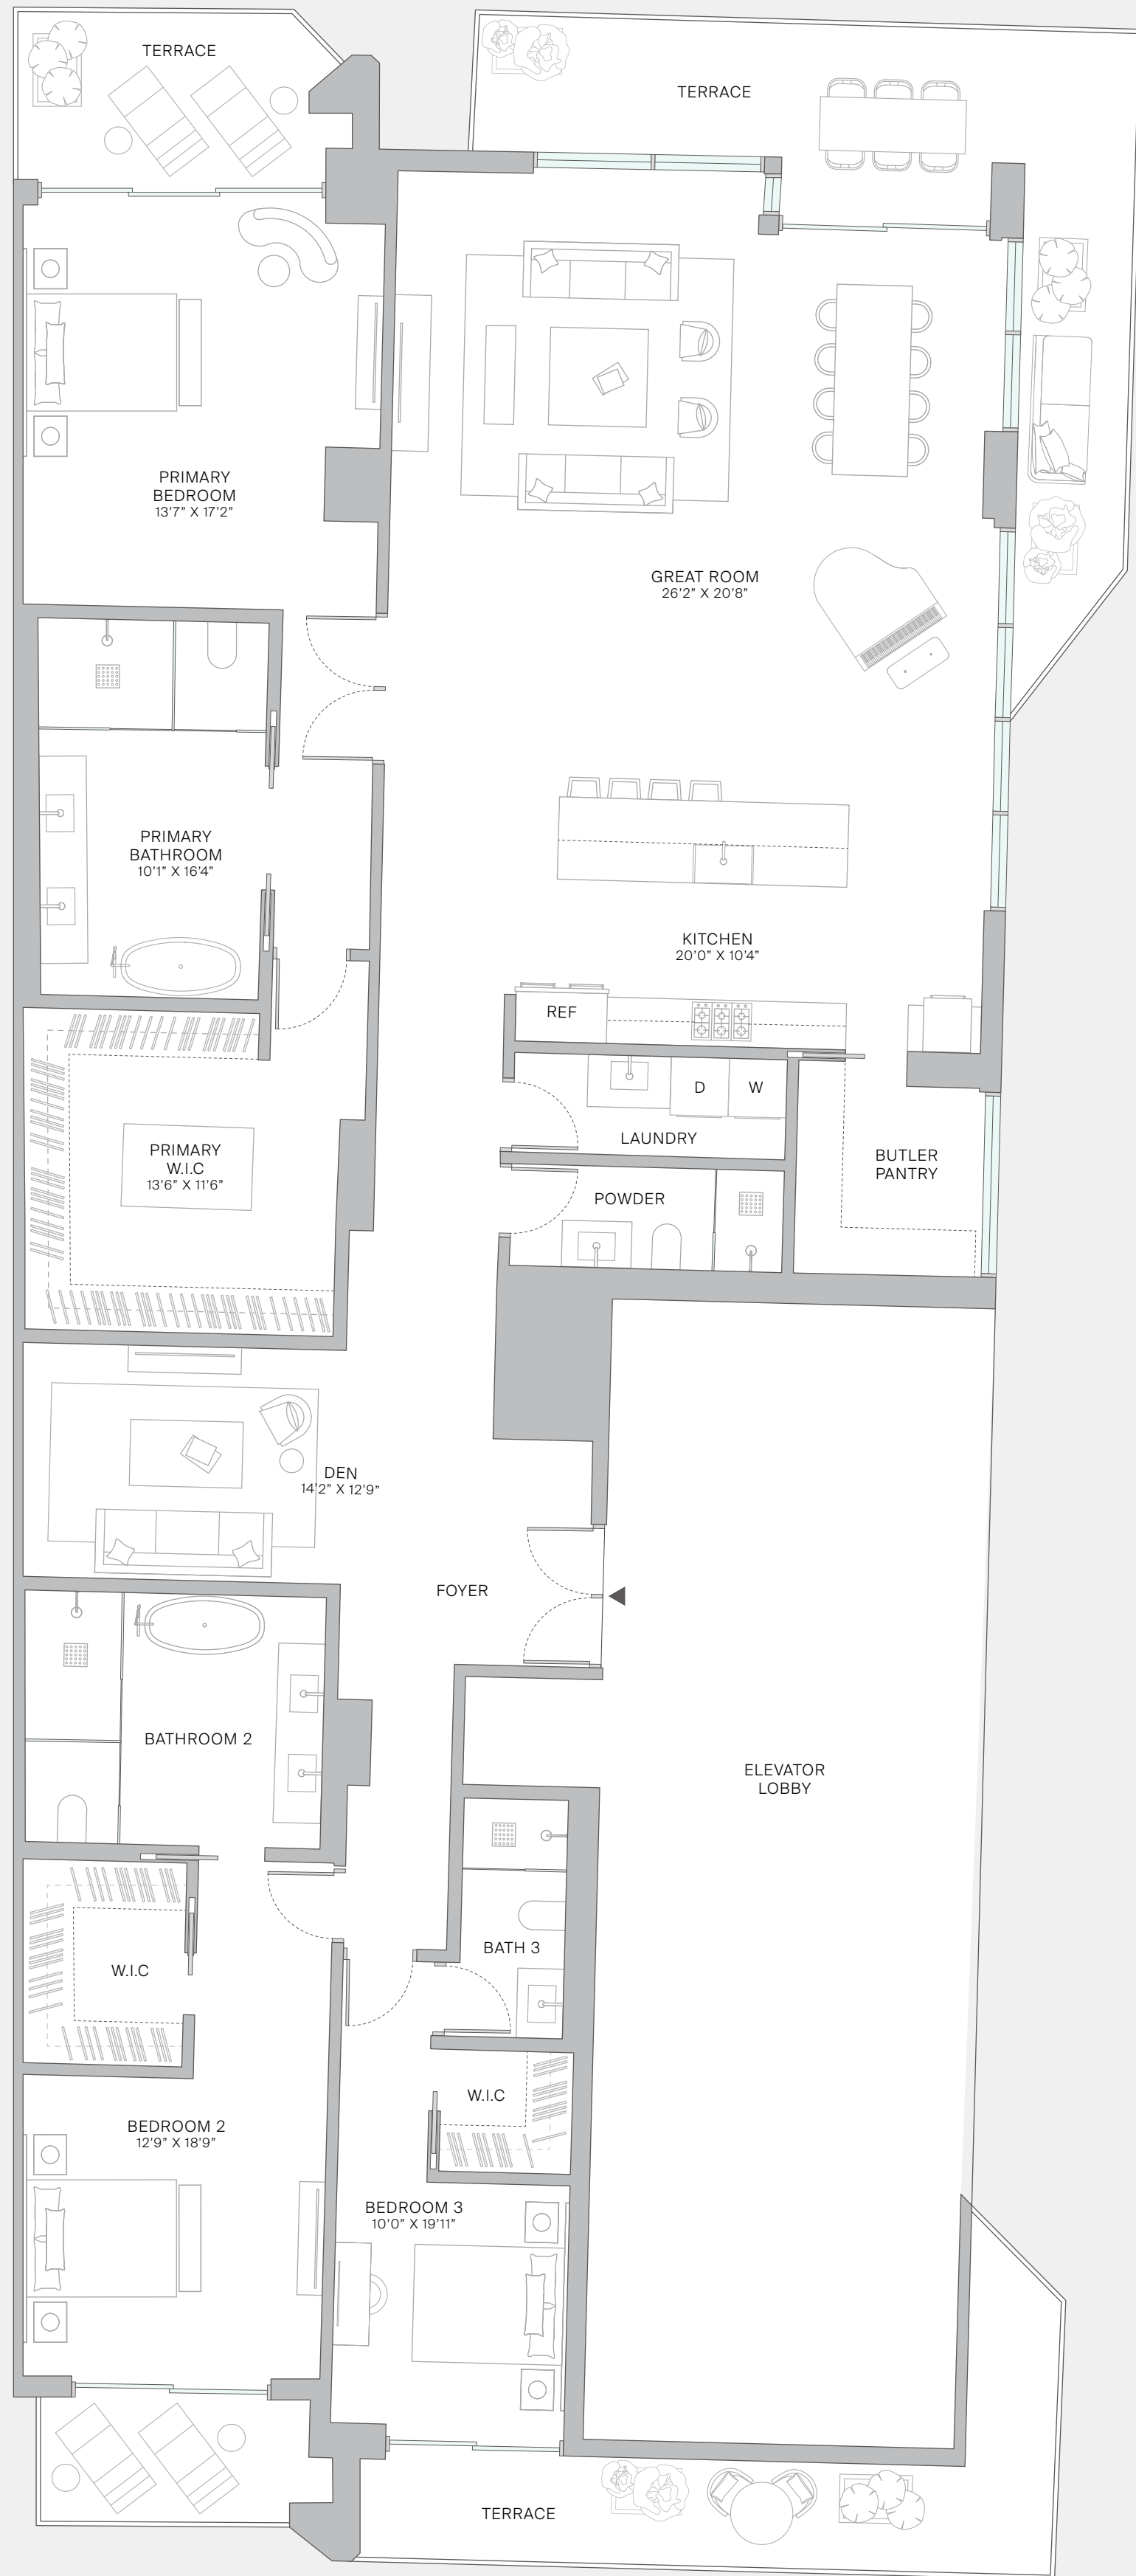 TERRACE
TERRACE
PRIMARY
BEDROOM
13'7" X 17'2"
GREAT ROOM
26'2" X 20'8"
PRIMARY
BATHROOM
10'1" X 16'4"
KITCHEN
20'0" X 10'4"
REF
D
W
LAUNDRY
PRIMARY
W.I.C
13'6" X 11'6"
BUTLER
PANTRY
POWDER
DEN
14'2" X 12'9"
FOYER
BATHROOM 2
ELEVATOR
LOBBY
BATH 3
W.I.C
W.I.C
BEDROOM 2
12'9" X 18'9"
BEDROOM 3
10'0" X 19'11"
TERRACE